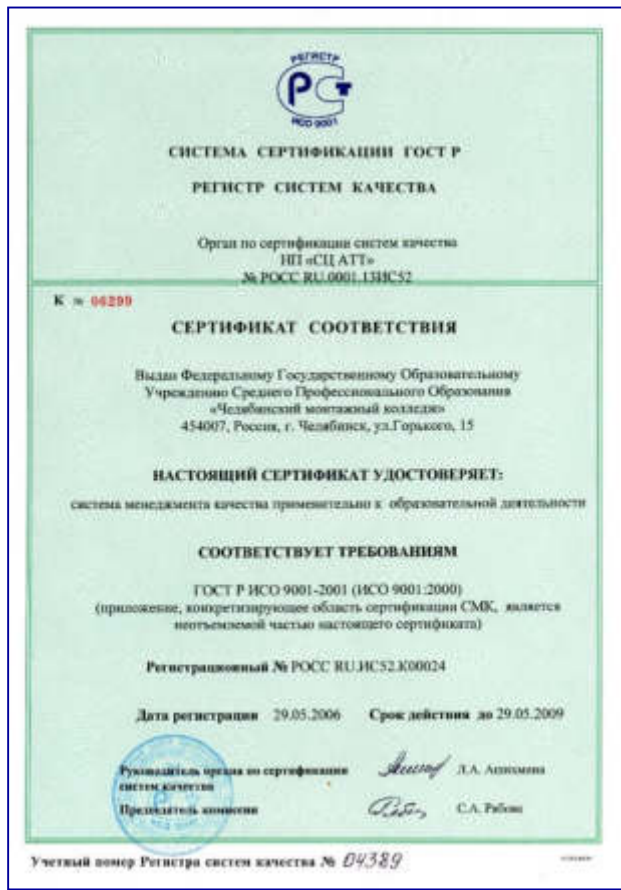 РЕГИСТР
РСТ
ИСО 9001
СИСТЕМА СЕРТИФИКАЦИИ ГОСТ Р
РЕГИСТР СИСТЕМ КАЧЕСТВА
Орган по сертификации систем качества
НП «СЦ АТТ»
№ РОСС RU.0001.13ИС52
К № 06299
СЕРТИФИКАТ СООТВЕТСТВИЯ
Выдан Федеральному Государственному Образовательному
Учреждению Среднего Профессионального Образования
«Челябинский монтажный колледж»
454007, Россия, г. Челябинск, ул.Горького, 15
НАСТОЯЩИЙ СЕРТИФИКАТ УДОСТОВЕРЯЕТ:
система менеджмента качества применительно к образовательной деятельности
СООТВЕТСТВУЕТ ТРЕБОВАНИЯМ
ГОСТ Р ИСО 9001-2001 (ИСО 9001:2000)
(приложение, конкретизирующее область сертификации СМК, является
неотъемлемой частью настоящего сертификата)
Регистрационный № РОСС RU.ИС52.К00024
Дата регистрации 29.05.2006 Срок действия до 29.05.2009
Руководитель органа по сертификации
систем качества
Л.А.
Председатель комиссии
С.А. Рябова
Учетный номер Регистра систем качества № 04389